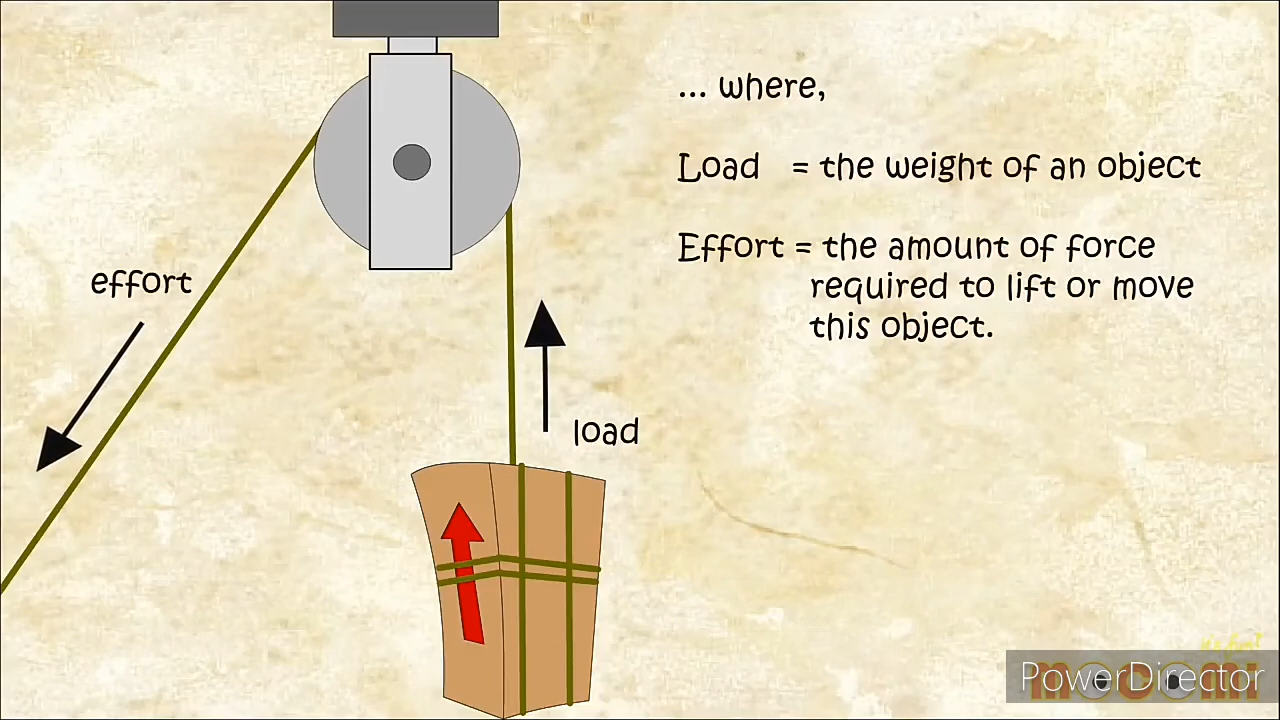 ... where,
Load = the weight of an object
Effort = the amount of force
required to lift or move
this object.
effort
load
PowerDirector